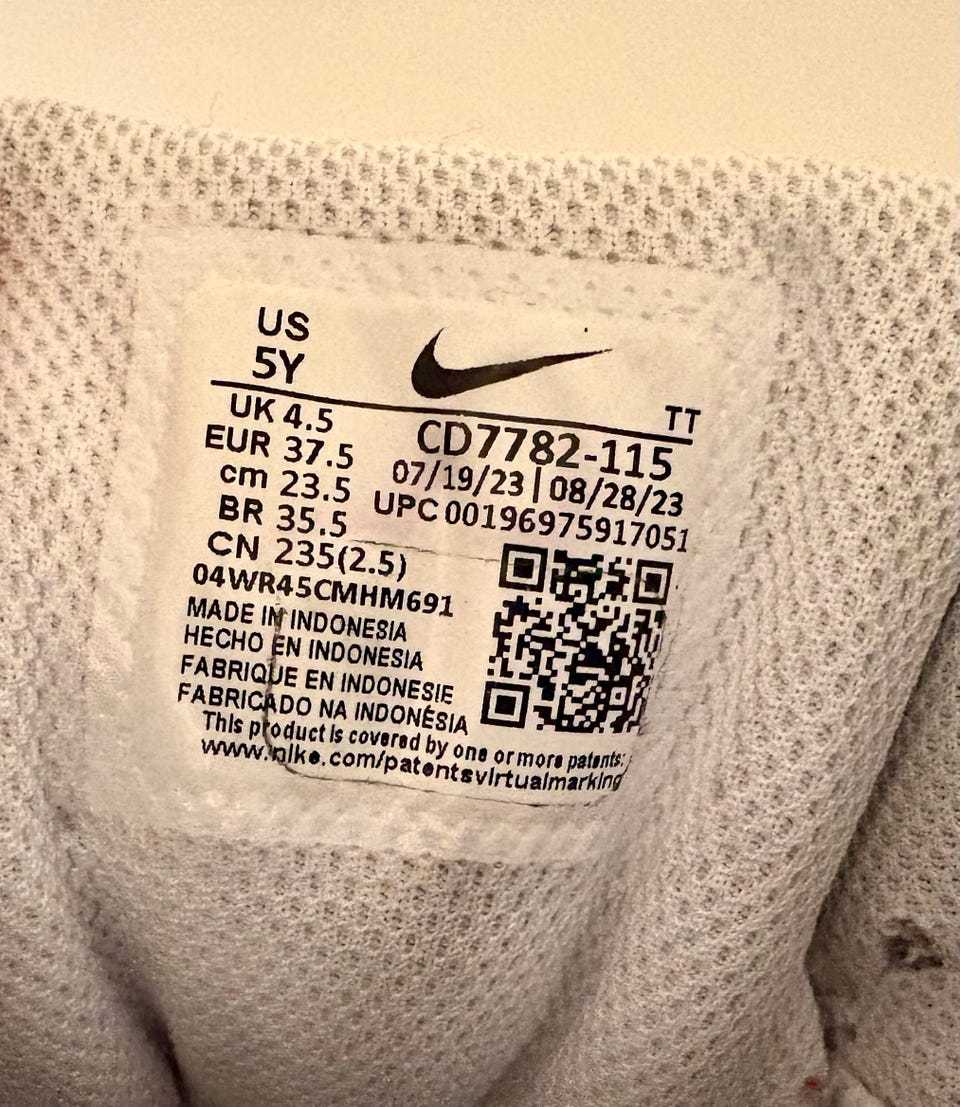 US
5Y
TT
UK 4.5
EUR 37.5
cm 23.5
BR 35.5
CN 235(2.5)
CD7782-115
07/19/23 | 08/28/23
UPC 00196975917051
04WR45CMHM691
MADE IN INDONESIA
HECHO EN INDONESIA
FABRIQUE EN INDONESIE
FABRICADO NA INDONÉSIA
This product is covered by one or more patents:
www.nike.com/patentsvirtualmarking